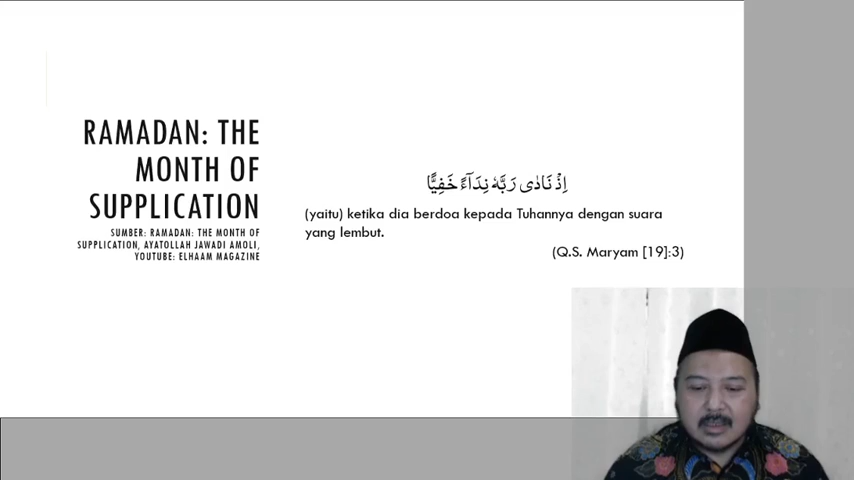 RAMADAN: THE
MONTH OF
SUPPLICATION
SUMBER: RAMADAN: THE MONTH OF
SUPPLICATION, AYATOLLAH JAWADI AMOLI,
YOUTUBE: ELHAAM MAGAZINE
اِذْ نَادٰى رَبَّهٗ نِدَاۤءً خَفِيًّا
(yaitu) ketika dia berdoa kepada Tuhannya dengan suara
yang lembut.
(Q.S. Maryam [19]:3)